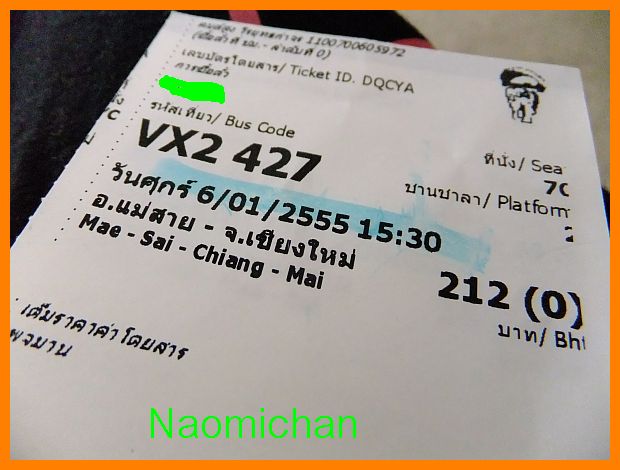 1100700605972
เลขบัตรโดยสาร/ Ticket ID. DQCYA
รหัสเที่ยว/ Bus Code
VX2 427
ที่นั่ง/ Sea
7C
ชานชาลา/ Platform
วันศุกร์ 6/01/2555 15:30
อ.แม่สาย - จ.เชียงใหม่
Mae - Sai - Chiang - Mai
212 (0)
บาท/ Bht
เต็มราคาค่าโดยสาร
Naomichan